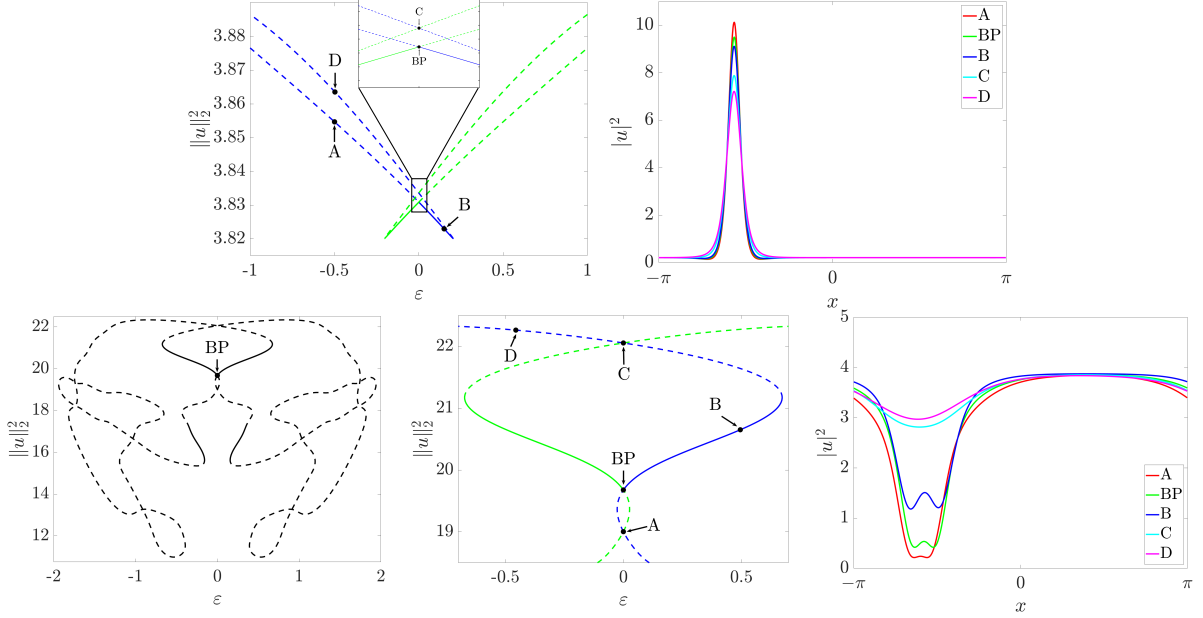 3.88
3.87
3.86
3.85
3.84
3.83
3.82
-1
-0.5
0
0.5
1
ε
||u||²₂
D
A
B
C
BP
10
8
6
4
2
0
−π
0
π
x
|u|²
A
BP
B
C
D
22
20
18
16
14
12
-2
-1
0
1
2
ε
||u||²₂
BP
22
21
20
19
-0.5
0
0.5
ε
||u||²₂
D
C
B
BP
A
5
4
3
2
1
0
−π
0
π
x
|u|²
A
BP
B
C
D